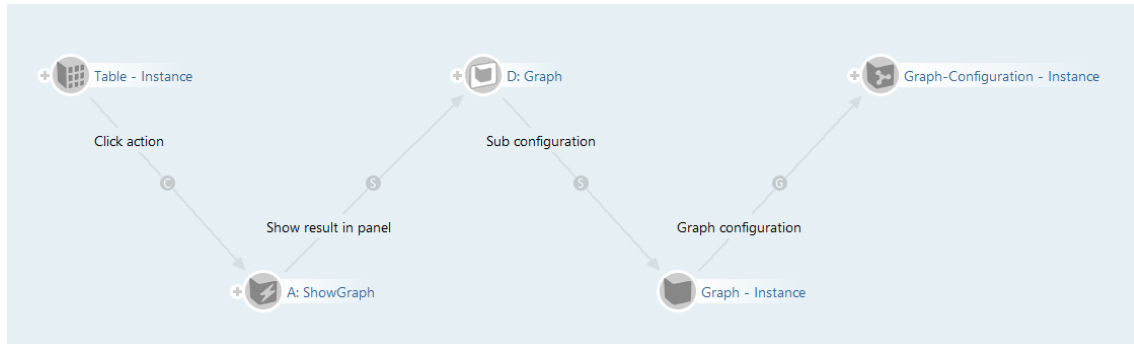 Table - Instance
D: Graph
Graph-Configuration - Instance
Click action
Sub configuration
C
S
S
G
Show result in panel
Graph configuration
A: ShowGraph
Graph - Instance